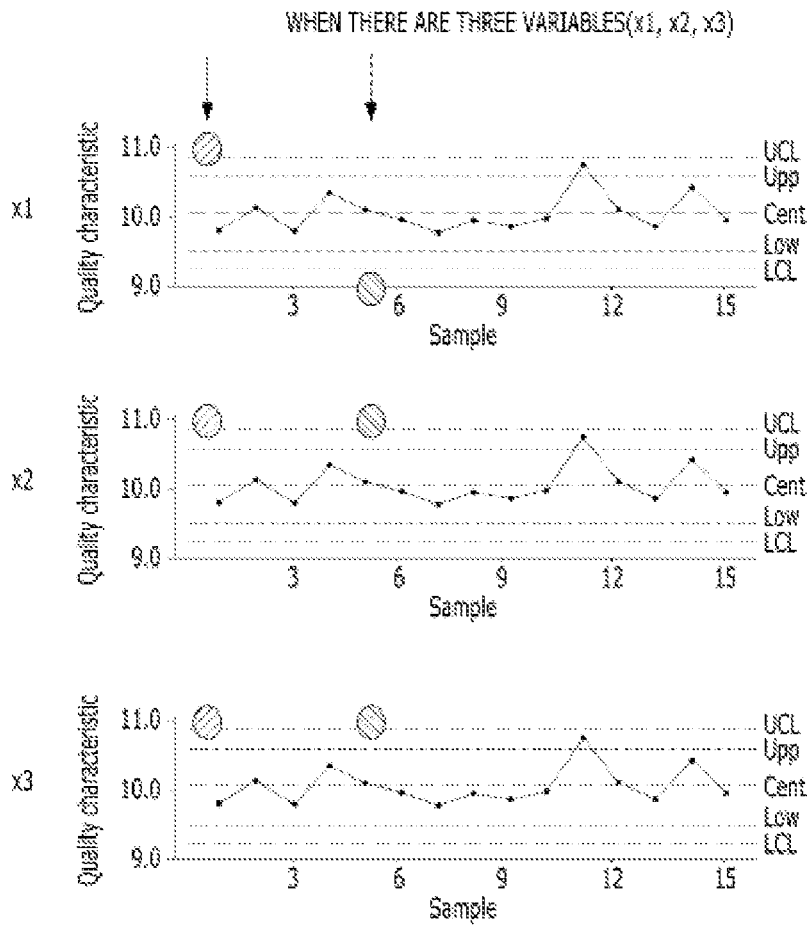 WHEN THERE ARE THREE VARIABLES(x1, x2, x3)
x1
Quality characteristic
11.0
10.0
9.0
UCL
Upp
Cent
Low
LCL
3 6 9 12 15
Sample
x2
Quality characteristic
11.0
10.0
9.0
UCL
Upp
Cent
Low
LCL
3 6 9 12 15
Sample
x3
Quality characteristic
11.0
10.0
9.0
UCL
Upp
Cent
Low
LCL
3 6 9 12 15
Sample